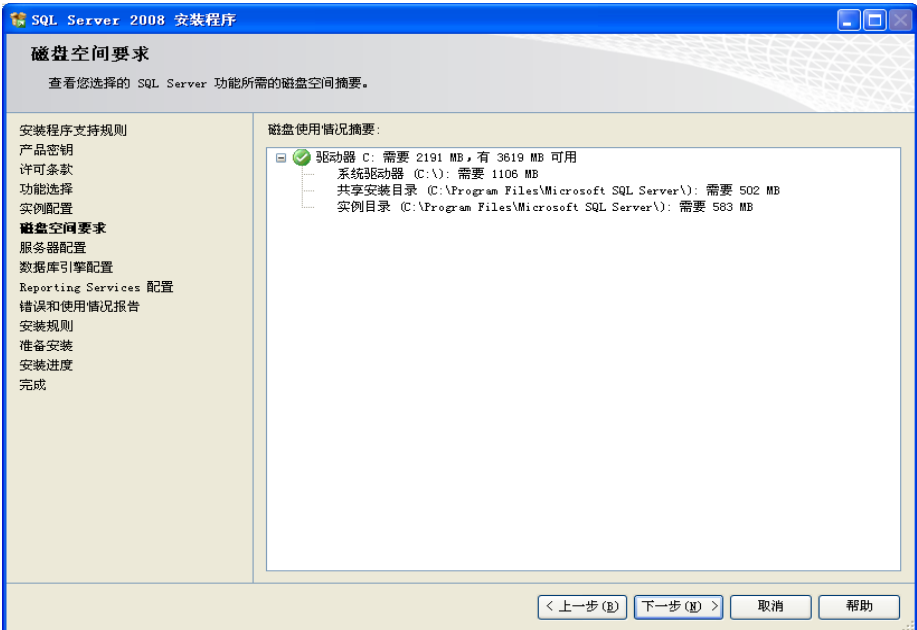 SQL Server 2008 安装程序
磁盘空间要求
查看您选择的 SQL Server 功能所需的磁盘空间摘要。
安装程序支持规则
产品密钥
许可条款
功能选择
实例配置
磁盘空间要求
服务器配置
数据库引擎配置
Reporting Services 配置
错误和使用情况报告
安装规则
准备安装
安装进度
完成
磁盘使用情况摘要:
驱动器 C: 需要 2191 MB，有 3619 MB 可用
系统驱动器 (C:\): 需要 1106 MB
共享安装目录 (C:\Program Files\Microsoft SQL Server\): 需要 502 MB
实例目录 (C:\Program Files\Microsoft SQL Server\): 需要 583 MB
< 上一步(B) 下一步(N) > 取消 帮助